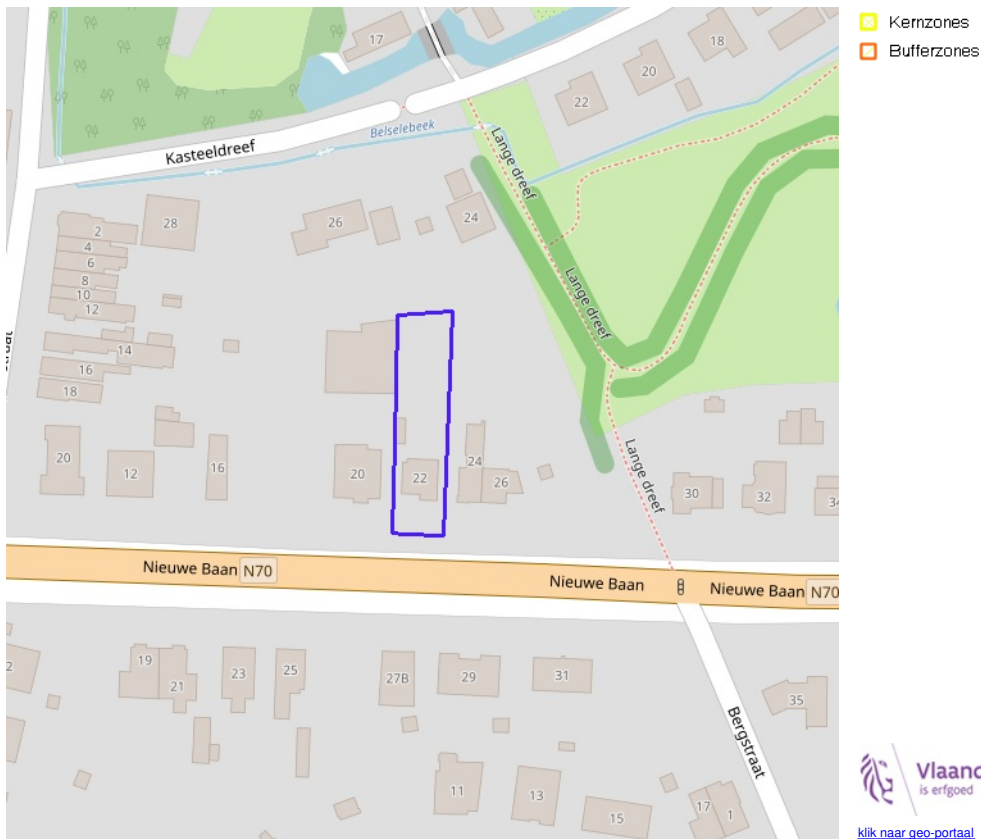 17
18
20
22
Kernzones
Bufferzones
Kasteeldreef
Belselebeek
Lange dreef
2
4
6
8
10
12
28
26
24
Lange dreef
14
16
18
20
12
16
20
22
24
26
Lange dreef
30
32
Nieuwe Baan
N70
Nieuwe Baan
Nieuwe Baan
N70
19
21
23
25
27B
29
31
35
Bergstraat
11
13
15
17
1
Vlaand
is erfgoed
klik naar geo-portaal